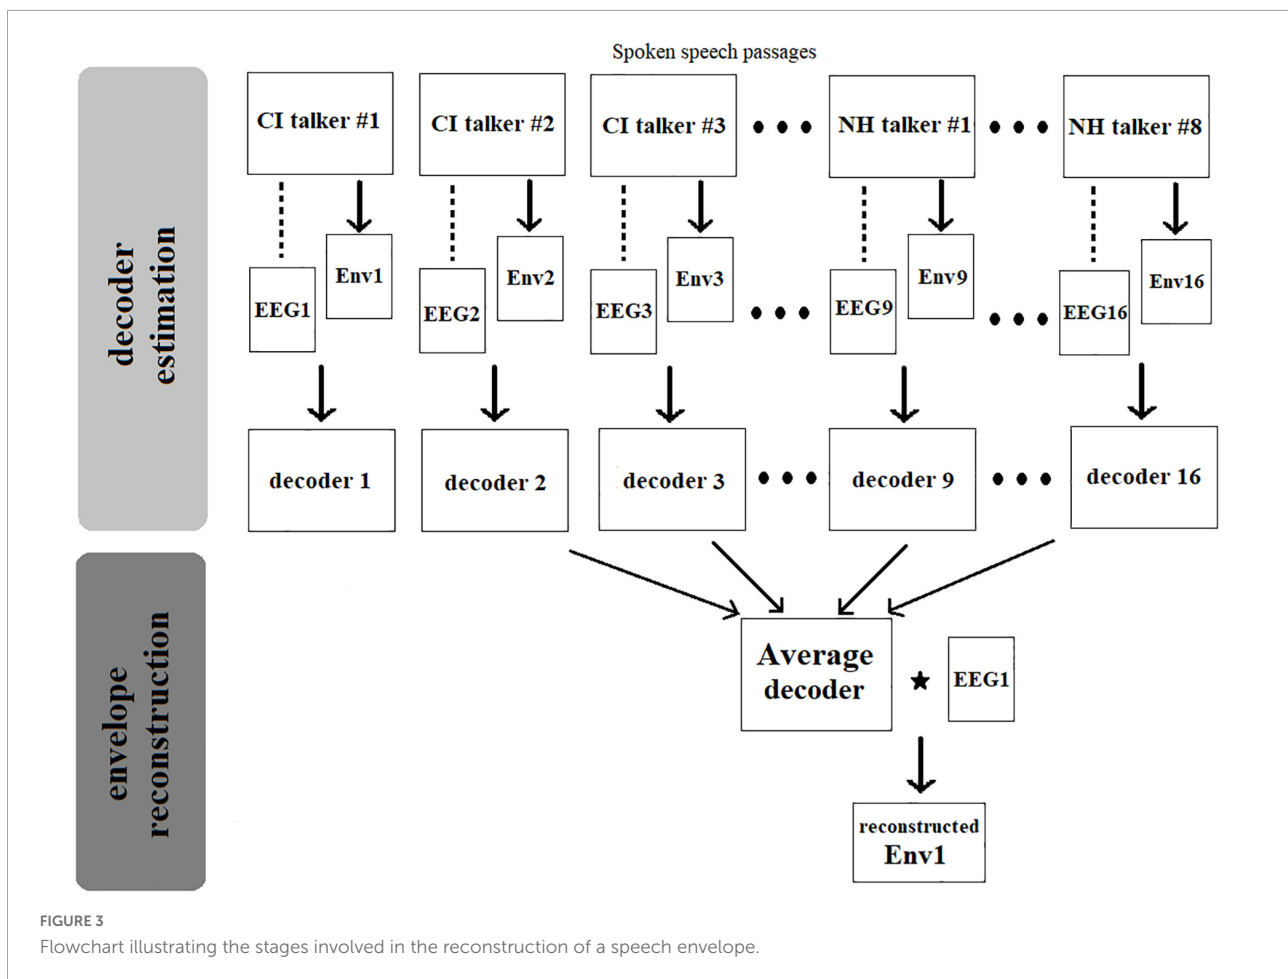 Spoken speech passages
CI talker #1
CI talker #2
CI talker #3
NH talker #1
NH talker #8
decoder
estimation
Env1
Env2
Env3
Env9
Env16
EEG1
EEG2
EEG3
EEG9
EEG16
decoder 1
decoder 2
decoder 3
decoder 9
decoder 16
envelope
reconstruction
Average
decoder
EEG1
reconstructed
Env1
FIGURE 3
Flowchart illustrating the stages involved in the reconstruction of a speech envelope.